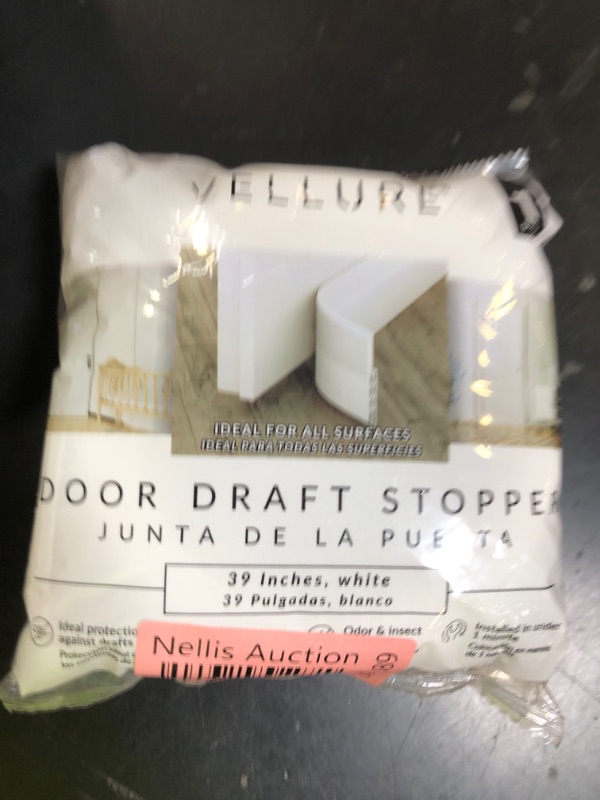 VELLURE
IDEAL FOR ALL SURFACES
IDEAL PARA TODAS LAS SUPERFICIES
DOOR DRAFT STOPPER
JUNTA DE LA PUERTA
39 Inches, white
39 Pulgadas, blanco
Ideal protection
against drafts
Odor & insect
Installed in under
Nellis Auction